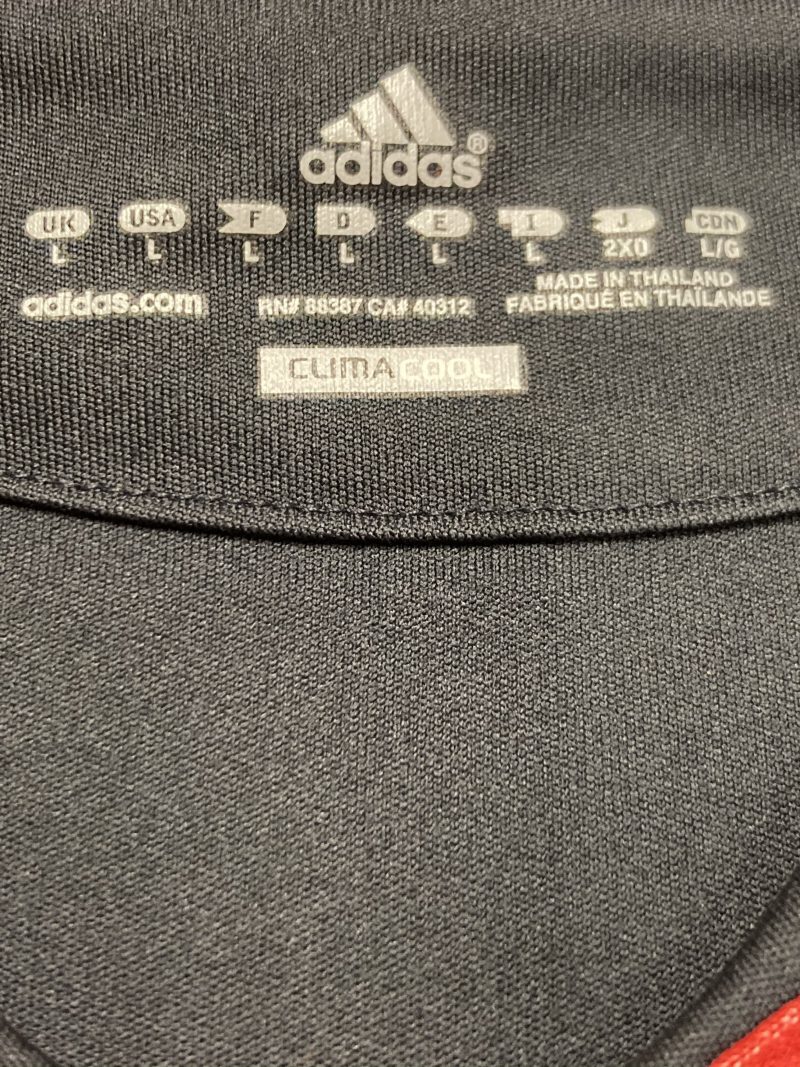 adidas®
UK USA F D E I J CDN
L L L L L L 2XO L/G
adidas.com RN# 88387 CA# 40312 MADE IN THAILAND
FABRIQUÉ EN THAÏLANDE
CLIMACOOL